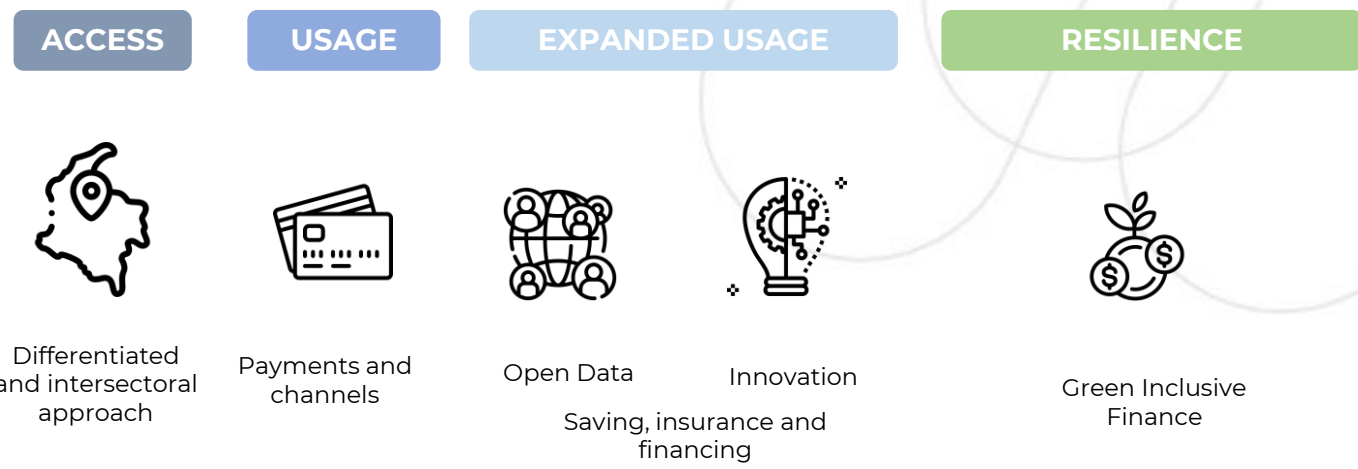 ACCESS
USAGE
EXPANDED USAGE
RESILIENCE
Differentiated
and intersectoral
approach
Payments and
channels
Open Data
Innovation
Saving, insurance and
financing
Green Inclusive
Finance
$
$